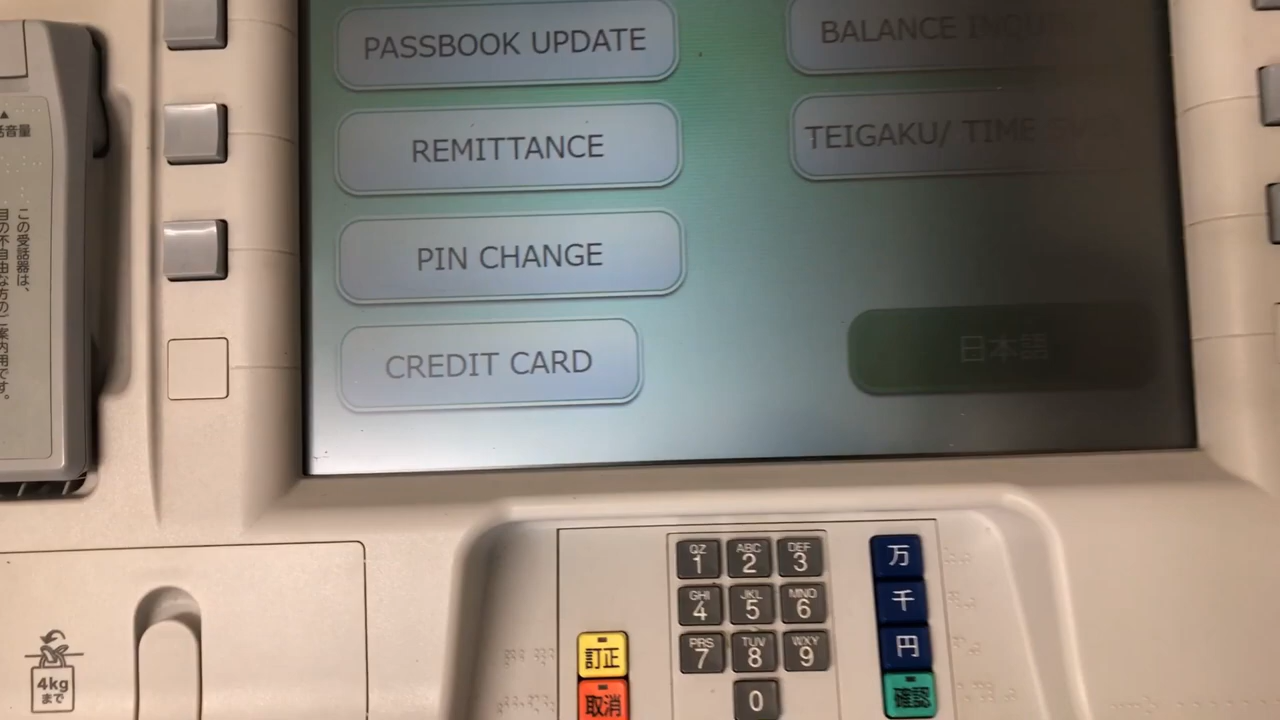 PASSBOOK UPDATE
BALANCE INQU
REMITTANCE
TEIGAKU/ TIME
PIN CHANGE
日本語
CREDIT CARD
話音量
この受話器は、
目の不自由な方のご案内用です。
QZ
1
ABC
2
DEF
3
GHI
4
JKL
5
MNO
6
PRS
7
TUV
8
WXY
9
0
万
千
円
確認
訂正
取消
4kg
まで